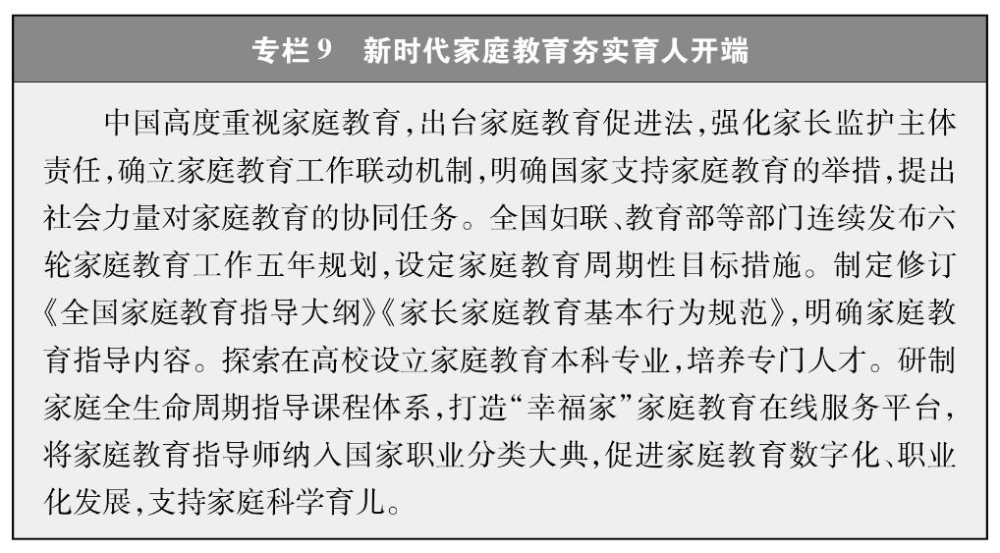 专栏9 新时代家庭教育夯实育人开端
中国高度重视家庭教育，出台家庭教育促进法，强化家长监护主体
责任，确立家庭教育工作联动机制，明确国家支持家庭教育的举措，提出
社会力量对家庭教育的协同任务。全国妇联、教育部等部门连续发布六
轮家庭教育工作五年规划，设定家庭教育周期性目标措施。制定修订
《全国家庭教育指导大纲》《家长家庭教育基本行为规范》，明确家庭教
育指导内容。探索在高校设立家庭教育本科专业，培养专门人才。研制
家庭全生命周期指导课程体系，打造“幸福家”家庭教育在线服务平台，
将家庭教育指导师纳入国家职业分类大典，促进家庭教育数字化、职业
化发展，支持家庭科学育儿。